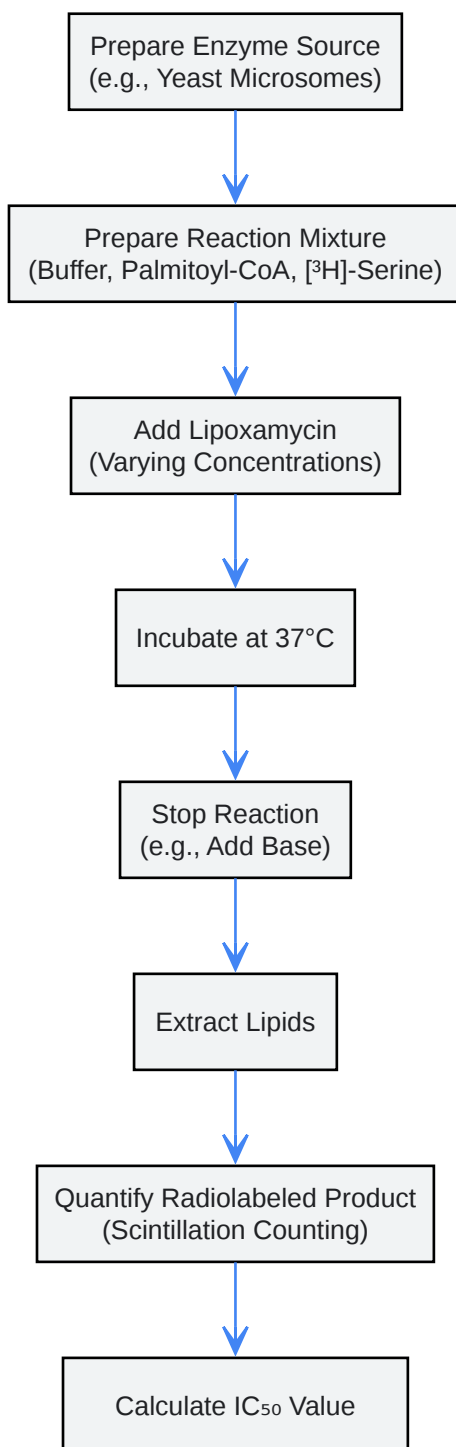 Prepare Enzyme Source
(e.g., Yeast Microsomes)
Prepare Reaction Mixture
(Buffer, Palmitoyl-CoA, [³H]-Serine)
Add Lipoxamycin
(Varying Concentrations)
Incubate at 37°C
Stop Reaction
(e.g., Add Base)
Extract Lipids
Quantify Radiolabeled Product
(Scintillation Counting)
Calculate IC₅₀ Value